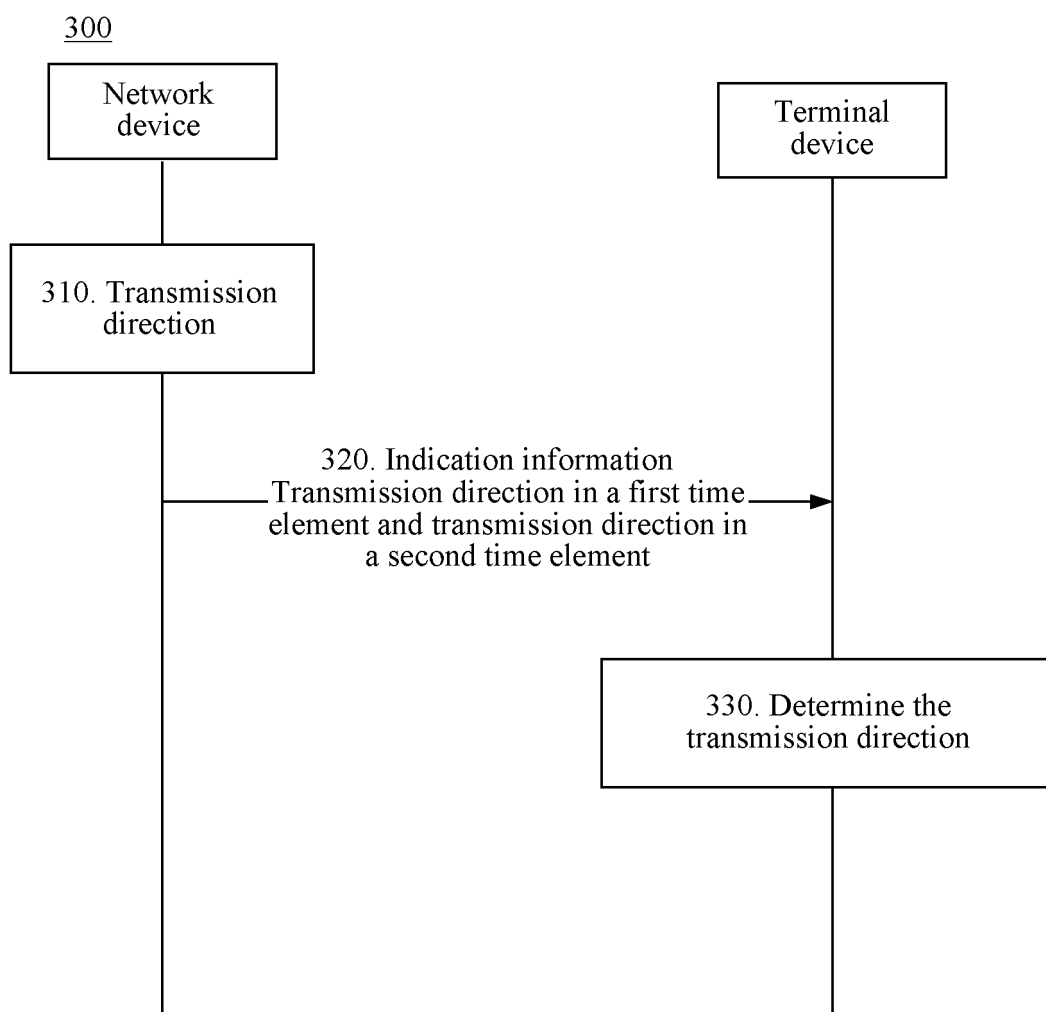 300
Network
device
Terminal
device
310. Transmission
direction
320. Indication information
Transmission direction in a first time
element and transmission direction in
a second time element
330. Determine the
transmission direction